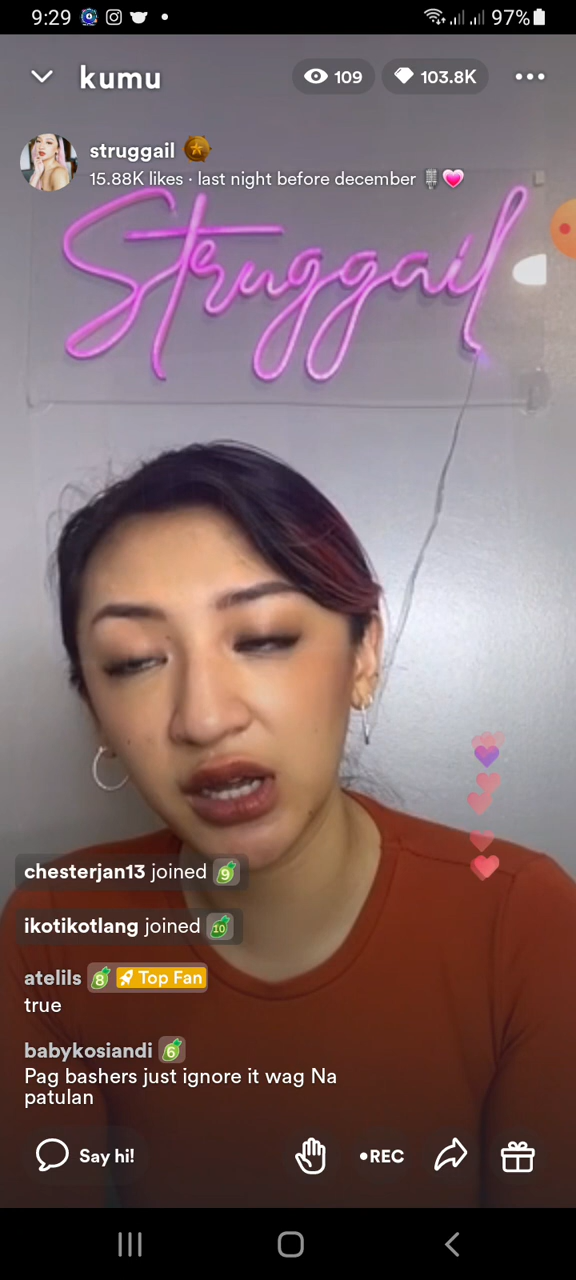 9:29
97%
kumu
109
103.8K
struggail
15.88K likes · last night before december
Struggail
chesterjan13 joined 9
ikotikotlang joined 10
atelils 8 Top Fan
true
babykosiandi 6
Pag bashers just ignore it wag Na
patulan
Say hi!
•REC